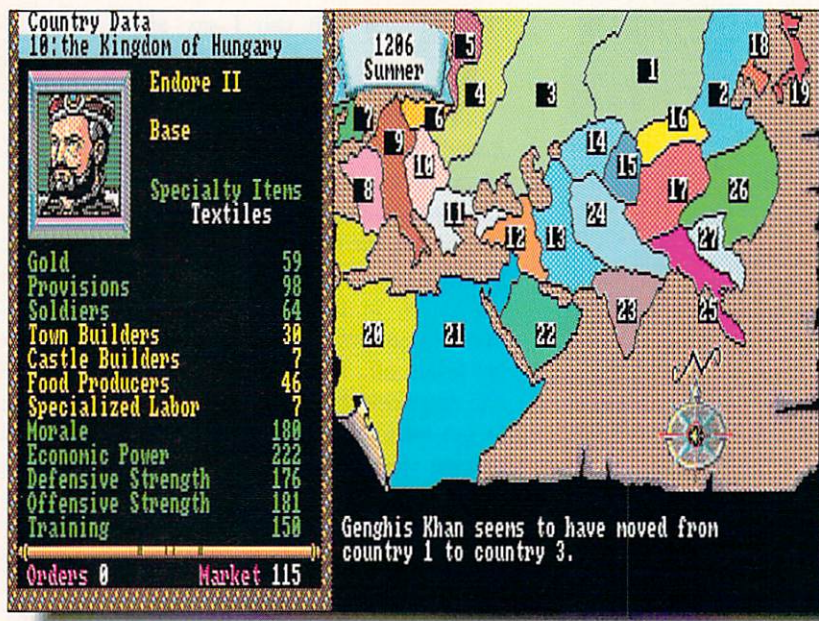 Country Data
10:the Kingdom of Hungary
Endore II
Base
Specialty Items
Textiles
Gold 59
Provisions 98
Soldiers 64
Town Builders 30
Castle Builders 7
Food Producers 46
Specialized Labor 7
Morale 180
Economic Power 222
Defensive Strength 176
Offensive Strength 181
Training 150
Orders 0 Market 115
1206
Summer
5
1
18
4
3
2
19
7
6
16
9
14
10
15
8
17
26
11
24
12
13
27
20
21
22
23
25
N
Genghis Khan seems to have moved from
country 1 to country 3.